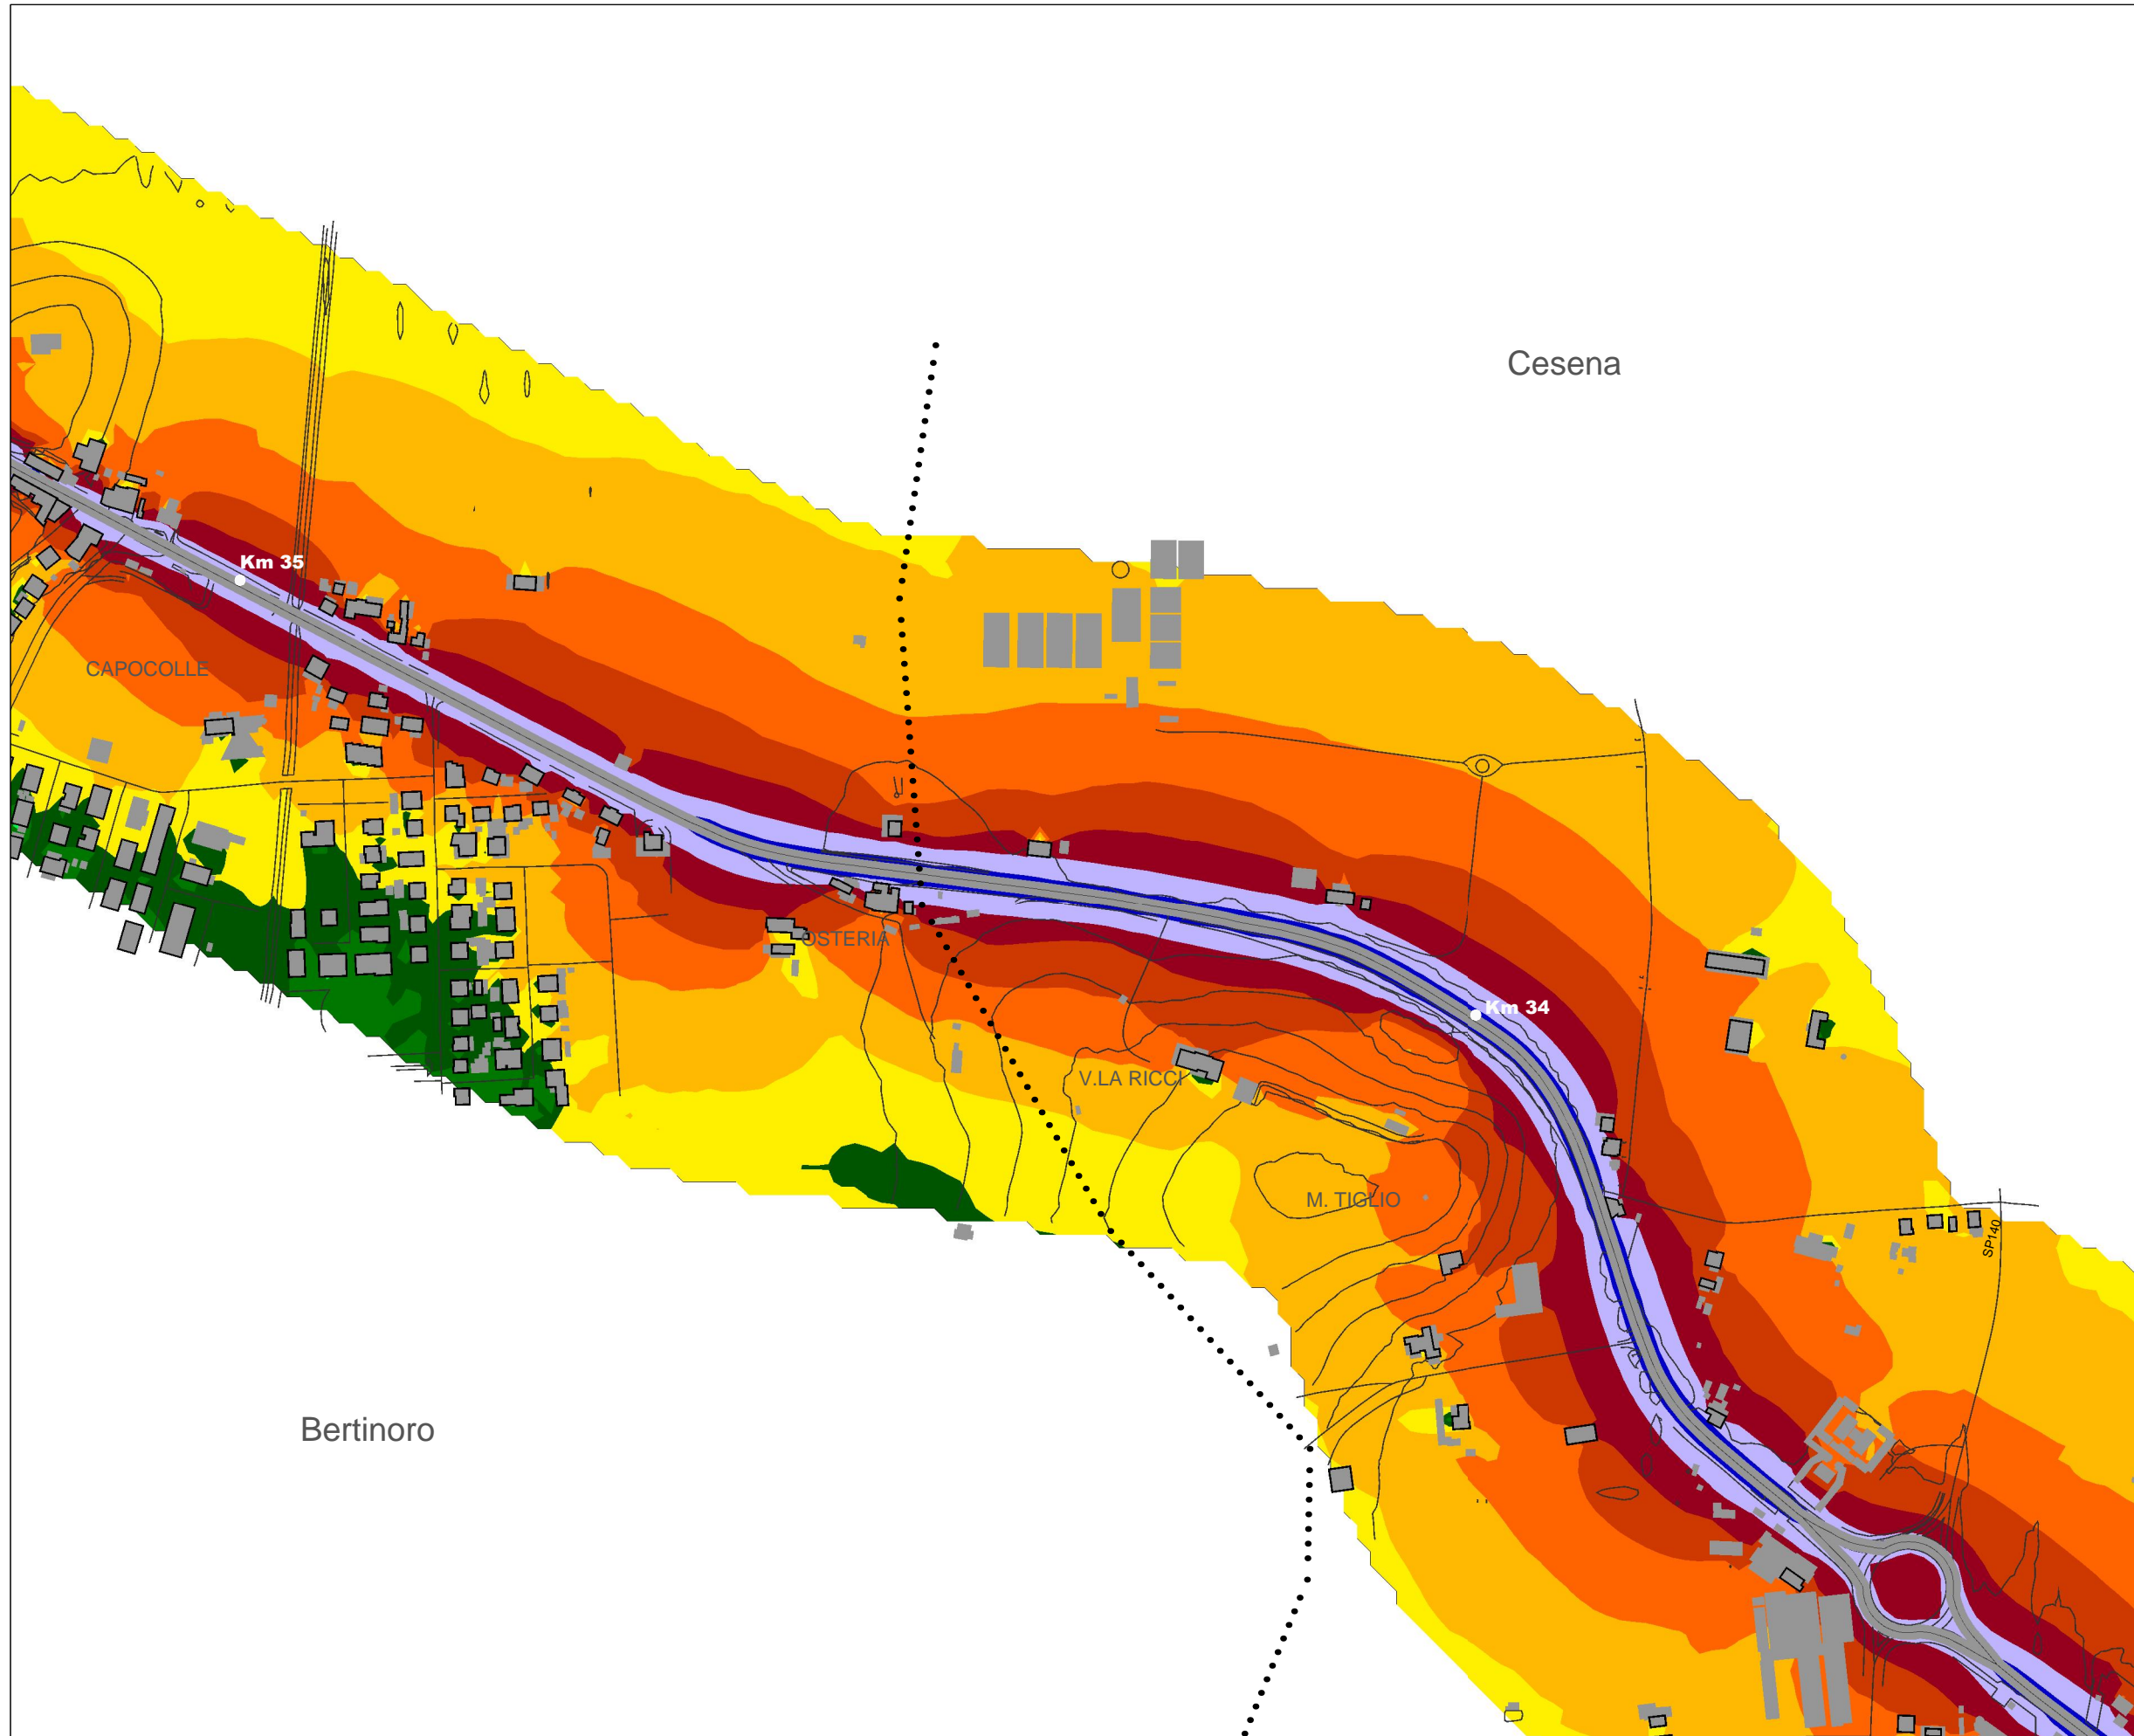 Cesena
Km 35
CAPOCOLLE
OSTERIA
Km 34
V.LA RICCI
M. TIGLIO
SP140
Bertinoro